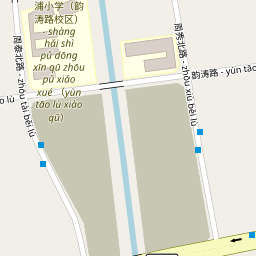 浦小学（韵
涛路校区）
- shàng
hǎi shì
pǔ dōng
xīn qū zhōu
pǔ xiǎo
xué （yùn
tāo lù xiào
qū）
周泰北路 - zhōu tài běi lù
周秀北路 - zhōu xiù běi lù
韵涛路 - yùn tāo
o lù